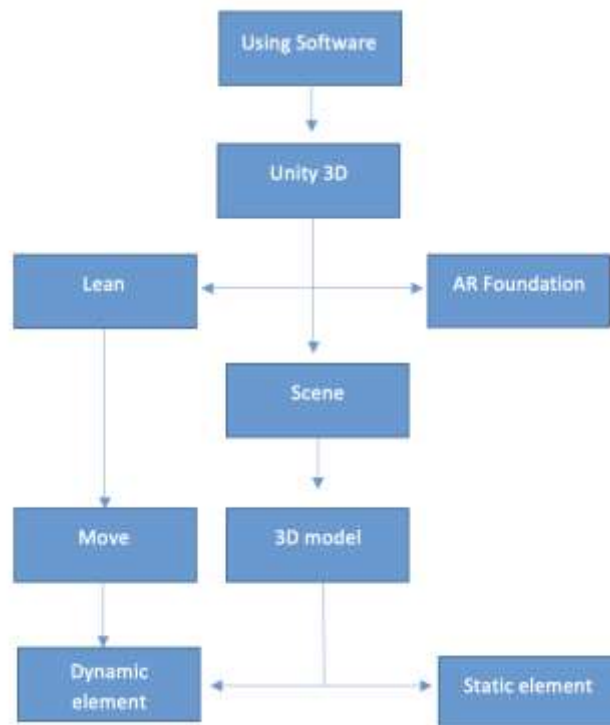 Using Software
Unity 3D
Lean
AR Foundation
Scene
Move
3D model
Dynamic
element
Static element